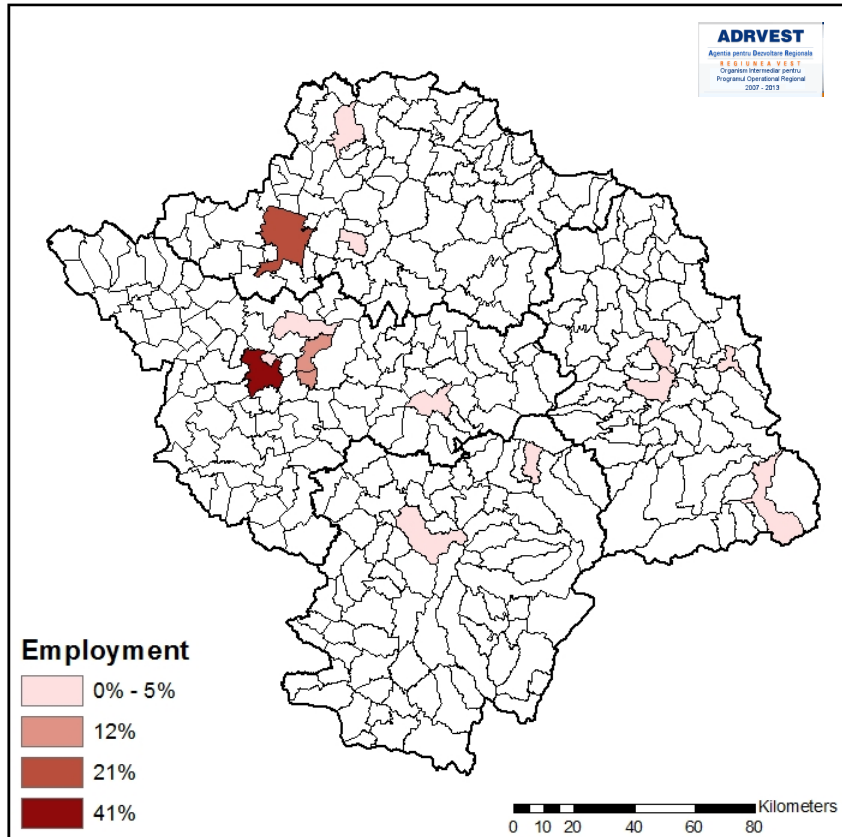 ADRVEST
Agentia pentru Dezvoltare Regionala
REGIUNEA VEST
Organism Intermediar pentru
Programul Operational Regional
2007 - 2013
Employment
0% - 5%
12%
21%
41%
Kilometers
0 10 20 40 60 80